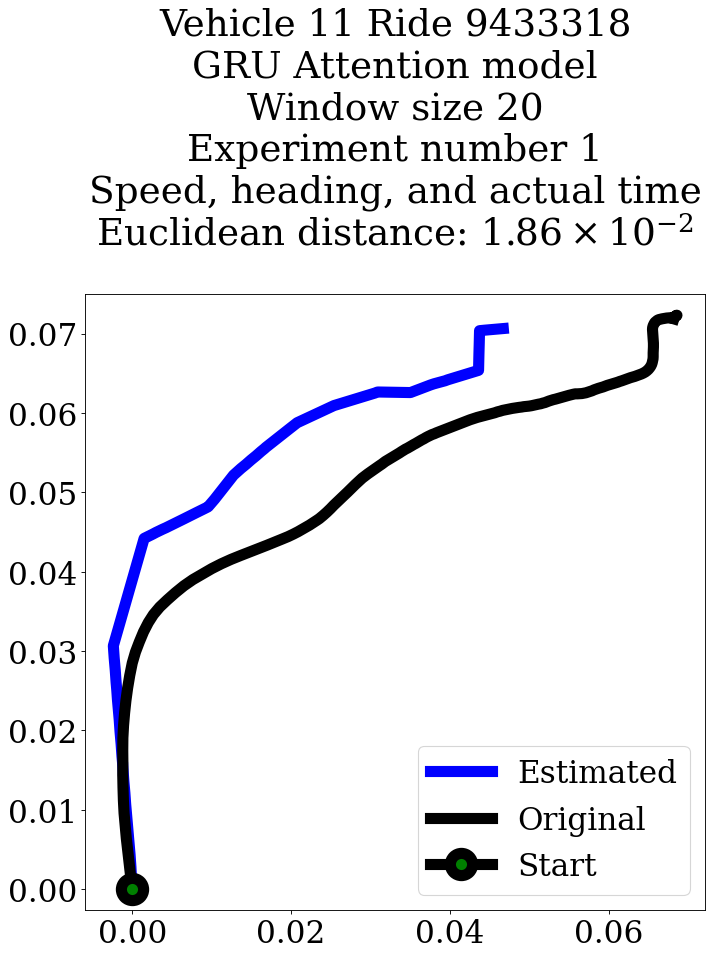 Vehicle 11 Ride 9433318
GRU Attention model
Window size 20
Experiment number 1
Speed, heading, and actual time
Euclidean distance: 1.86 × 10⁻²
0.07
0.06
0.05
0.04
0.03
0.02
0.01
0.00
Estimated
Original
Start
0.00 0.02 0.04 0.06